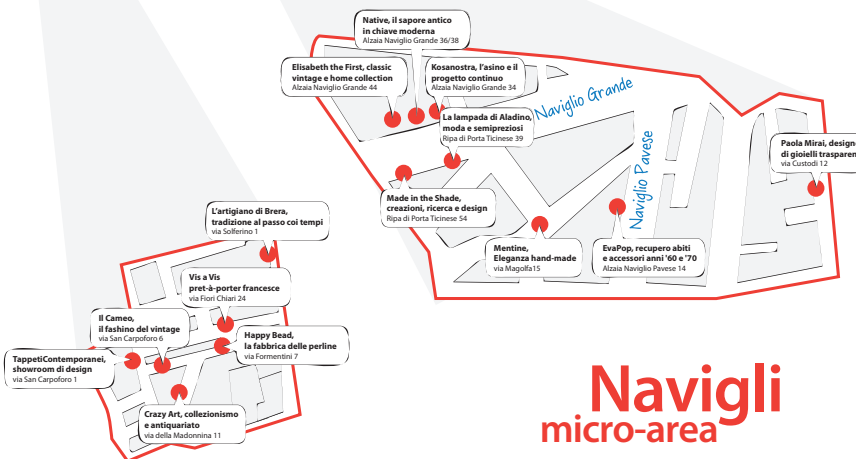 Native, il sapore antico
in chiave moderna
Alzaia Naviglio Grande 36/38
Elisabeth the First, classic
vintage e home collection
Alzaia Naviglio Grande 44
Kosanostra, l'asino e il
progetto continuo
Alzaia Naviglio Grande 34
Naviglio Grande
La lampada di Aladino,
moda e semipreziosi
Ripa di Porta Ticinese 39
Naviglio Pavese
Paola Mirai, designe
di gioielli trasparen
via Custodi 12
Made in the Shade,
creazioni, ricerca e design
Ripa di Porta Ticinese 54
Mentine,
Eleganza hand-made
via Magolfa15
EvaPop, recupero abiti
e accessori anni '60 e '70
Alzaia Naviglio Pavese 14
L'artigiano di Brera,
tradizione al passo coi tempi
via Solferino 1
Vis a Vis
pret-à-porter francesce
via Fiori Chiari 24
Il Cameo,
il fashino del vintage
via San Carpoforo 6
Happy Bead,
la fabbrica delle perline
via Formentini 7
TappetiContemporanei,
showroom di design
via San Carpoforo 1
Crazy Art, collezionismo
e antiquariato
via della Madonnina 11
Navigli
micro-area